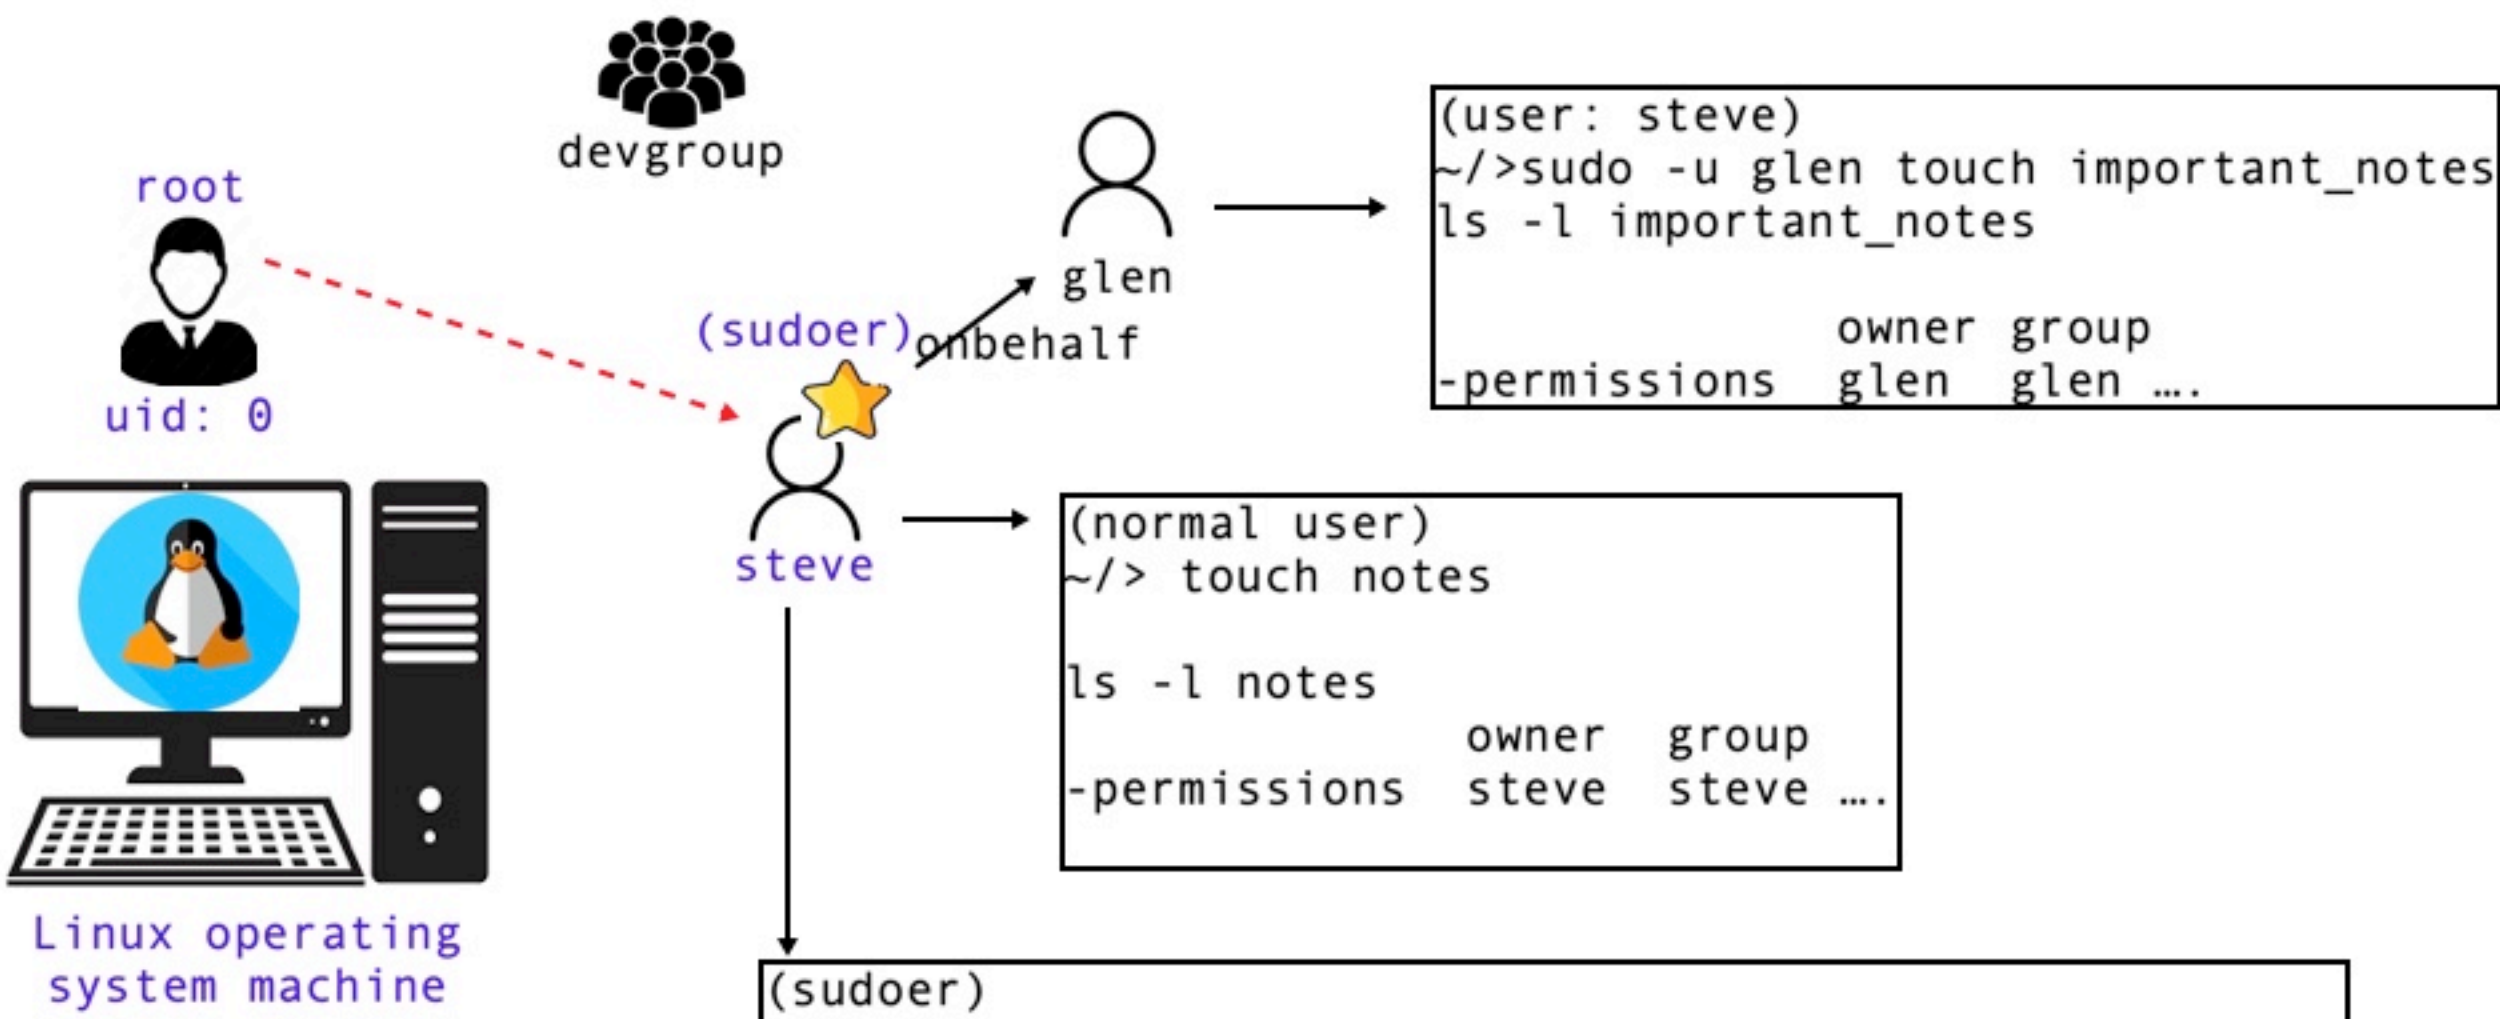 devgroup
root
uid: 0
Linux operating
system machine
(sudoer)
onbehalf
glen
steve
(user: steve)
~/>sudo -u glen touch important_notes
ls -l important_notes
owner group
-permissions glen glen ….
(normal user)
~/> touch notes
ls -l notes
owner group
-permissions steve steve ….
(sudoer)